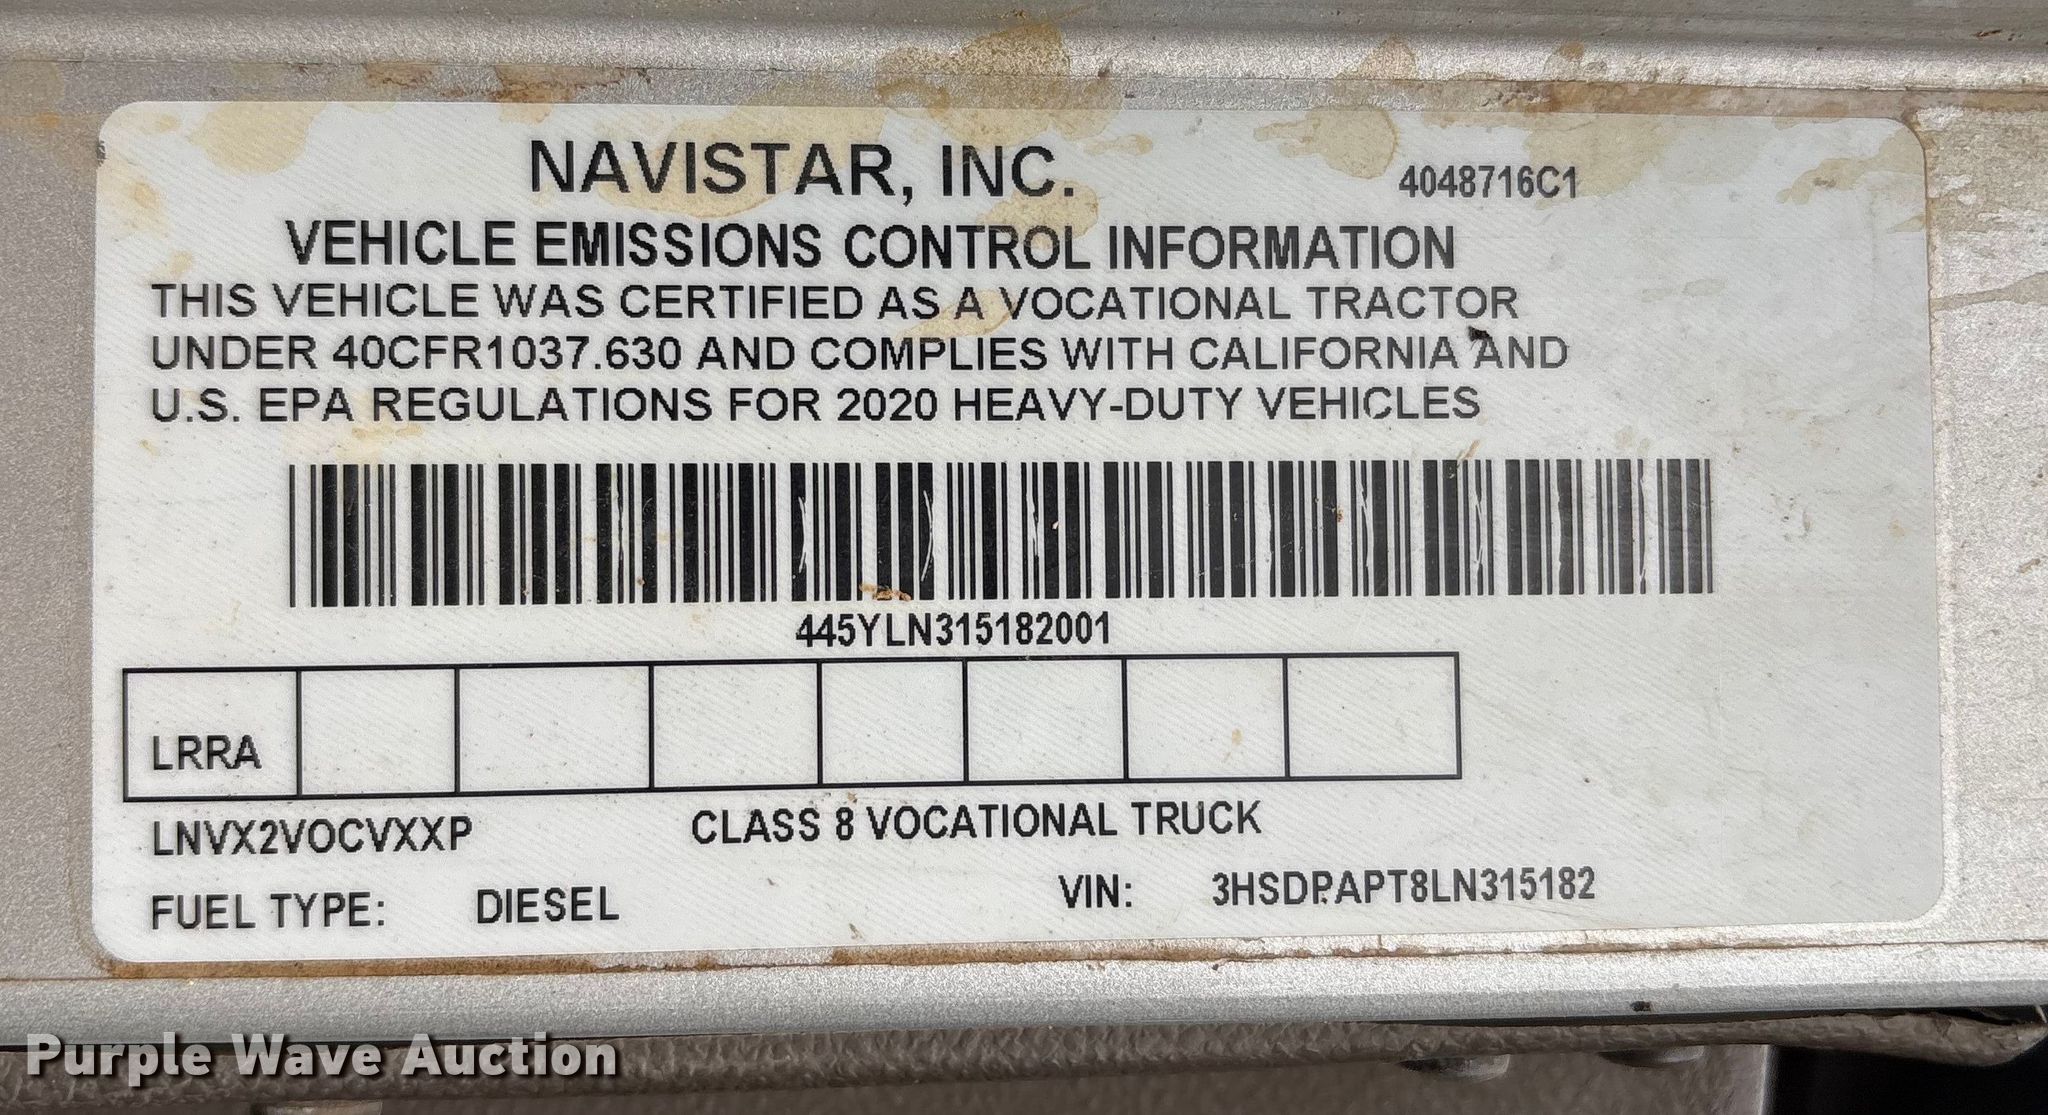 NAVISTAR, INC.
4048716C1
VEHICLE EMISSIONS CONTROL INFORMATION
THIS VEHICLE WAS CERTIFIED AS A VOCATIONAL TRACTOR
UNDER 40CFR1037.630 AND COMPLIES WITH CALIFORNIA AND
U.S. EPA REGULATIONS FOR 2020 HEAVY-DUTY VEHICLES
445YLN315182001
LRRA
LNVX2VOCVXXP CLASS 8 VOCATIONAL TRUCK
FUEL TYPE: DIESEL VIN: 3HSDPAPT8LN315182
Purple Wave Auction